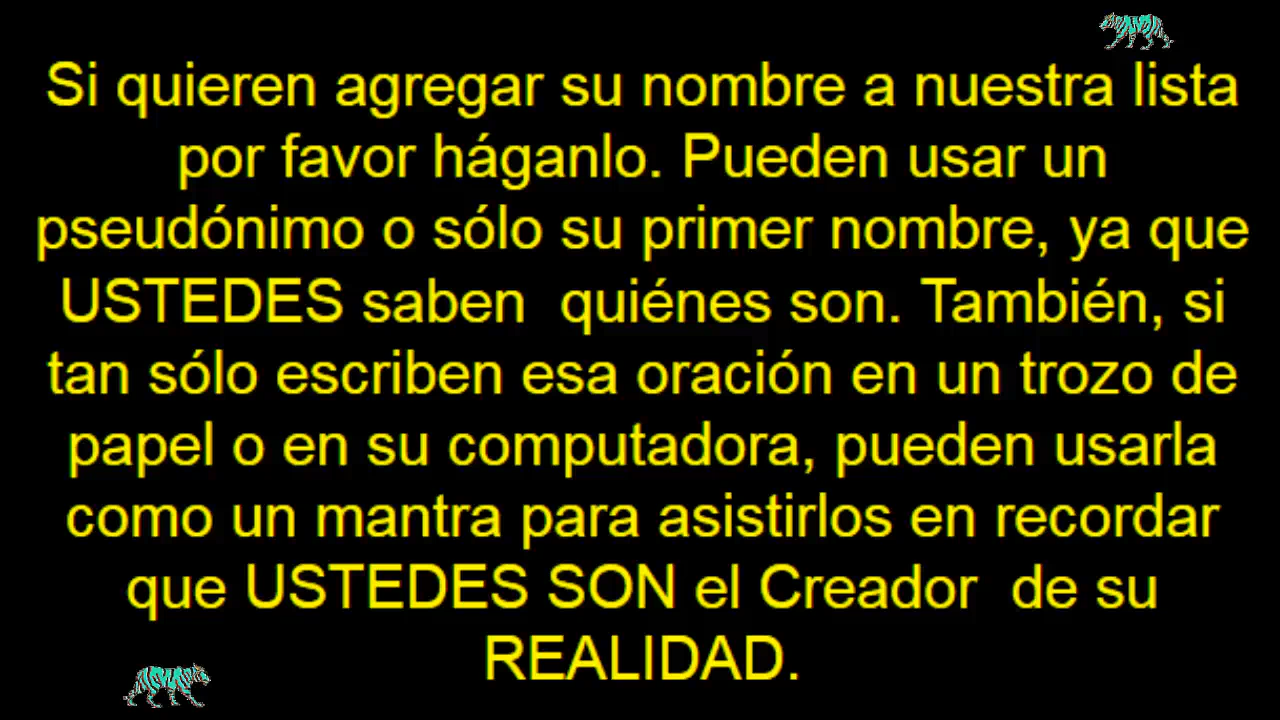 Si quieren agregar su nombre a nuestra lista
por favor háganlo. Pueden usar un
pseudónimo o sólo su primer nombre, ya que
USTEDES saben  quiénes son. También, si
tan sólo escriben esa oración en un trozo de
papel o en su computadora, pueden usarla
como un mantra para asistirlos en recordar
que USTEDES SON el Creador  de su
REALIDAD.